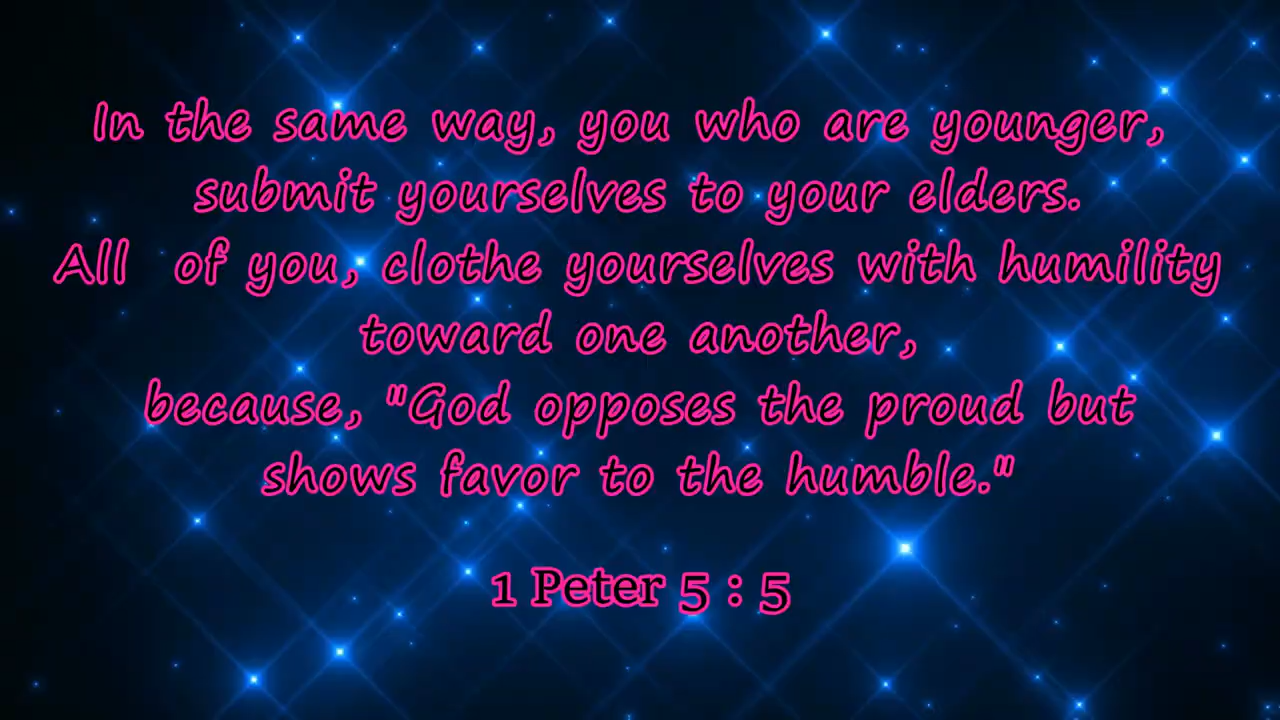 In the same way, you who are younger,
submit yourselves to your elders.
All of you, clothe yourselves with humility
toward one another,
because, "God opposes the proud but
shows favor to the humble."
1 Peter 5 : 5